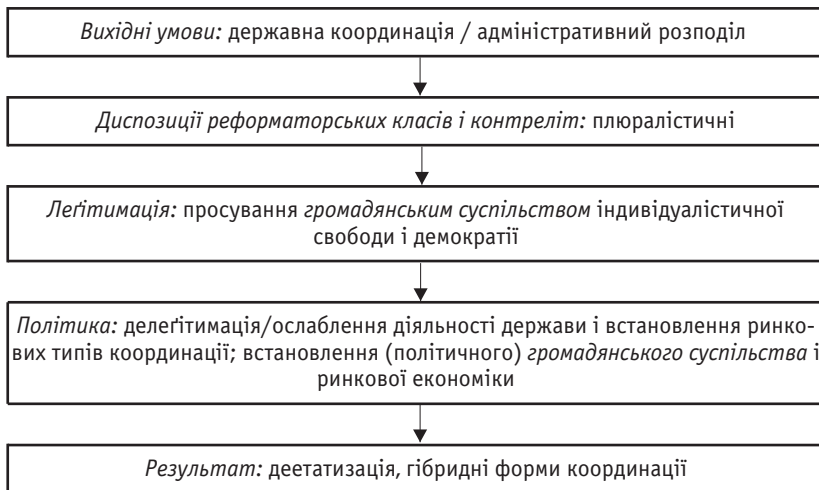 Вихідні умови: державна координація / адміністративний розподіл
Диспозиції реформаторських класів і контреліт: плюралістичні
Леґітимація: просування громадянським суспільством індивідуалістичної
свободи і демократії
Політика: делеґітимація/ослаблення діяльності держави і встановлення ринко-
вих типів координації; встановлення (політичного) громадянського суспільства і
ринкової економіки
Результат: деетатизація, гібридні форми координації